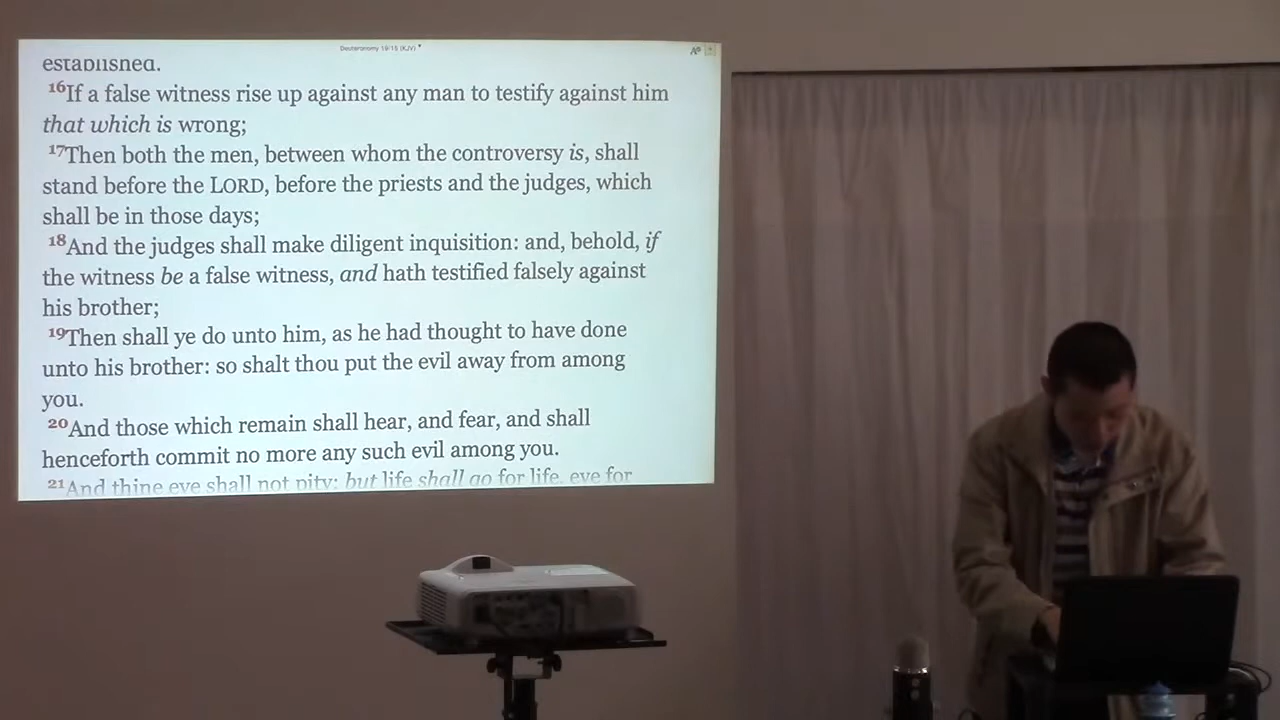 Deuteronomy 19:15 (KJV)
established.
16If a false witness rise up against any man to testify against him
that which is wrong;
17Then both the men, between whom the controversy is, shall
stand before the LORD, before the priests and the judges, which
shall be in those days;
18And the judges shall make diligent inquisition: and, behold, if
the witness be a false witness, and hath testified falsely against
his brother;
19Then shall ye do unto him, as he had thought to have done
unto his brother: so shalt thou put the evil away from among
you.
20And those which remain shall hear, and fear, and shall
henceforth commit no more any such evil among you.
21And thine eye shall not pity; but life shall go for life, eye for